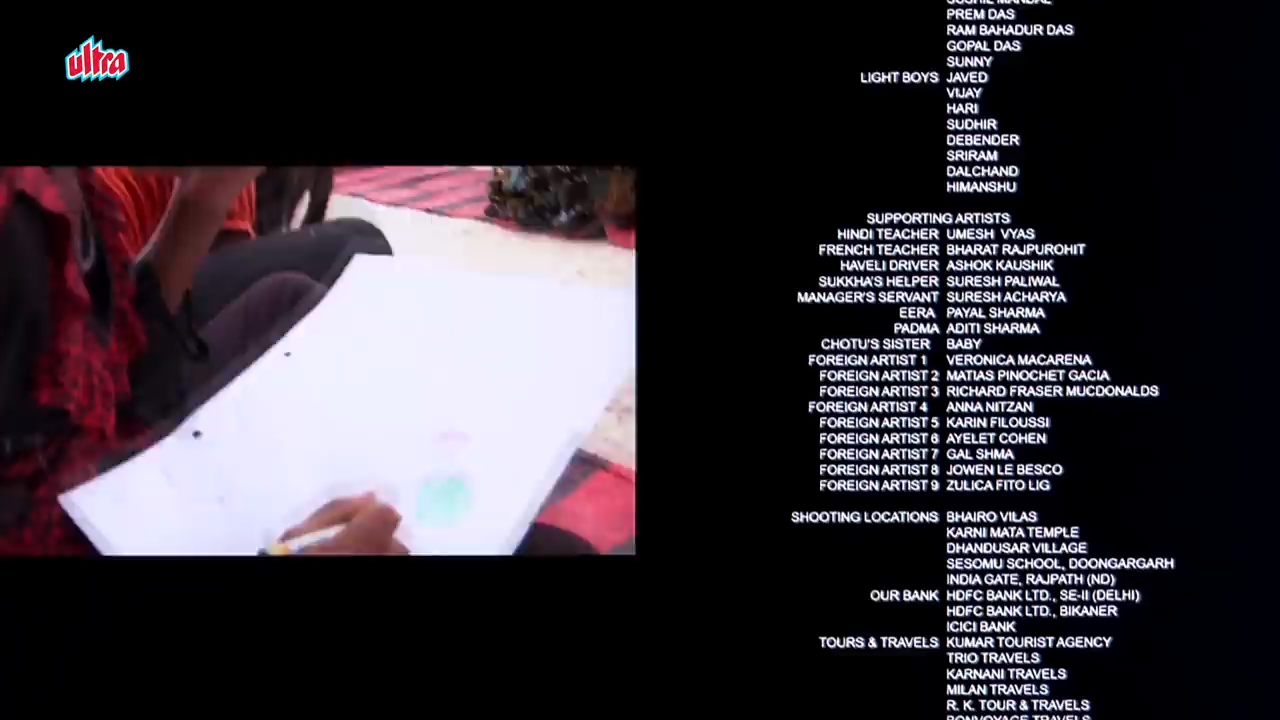 ultra
SUSHIL MANDAL
PREM DAS
RAM BAHADUR DAS
GOPAL DAS
SUNNY
LIGHT BOYS JAVED
VIJAY
HARI
SUDHIR
DEBENDER
SRIRAM
DALCHAND
HIMANSHU
SUPPORTING ARTISTS
HINDI TEACHER UMESH VYAS
FRENCH TEACHER BHARAT RAJPUROHIT
HAVELI DRIVER ASHOK KAUSHIK
SUKKHA'S HELPER SURESH PALIWAL
MANAGER'S SERVANT SURESH ACHARYA
EERA PAYAL SHARMA
PADMA ADITI SHARMA
CHOTU'S SISTER BABY
FOREIGN ARTIST 1 VERONICA MACARENA
FOREIGN ARTIST 2 MATIAS PINOCHET GACIA
FOREIGN ARTIST 3 RICHARD FRASER MUCDONALDS
FOREIGN ARTIST 4 ANNA NITZAN
FOREIGN ARTIST 5 KARIN FILOUSSI
FOREIGN ARTIST 6 AYELET COHEN
FOREIGN ARTIST 7 GAL SHMA
FOREIGN ARTIST 8 JOWEN LE BESCO
FOREIGN ARTIST 9 ZULICA FITO LIG
SHOOTING LOCATIONS BHAIRO VILAS
KARNI MATA TEMPLE
DHANDUSAR VILLAGE
SESOMU SCHOOL, DOONGARGARH
INDIA GATE, RAJPATH (ND)
OUR BANK HDFC BANK LTD., SE-II (DELHI)
HDFC BANK LTD., BIKANER
ICICI BANK
TOURS & TRAVELS KUMAR TOURIST AGENCY
TRIO TRAVELS
KARNANI TRAVELS
MILAN TRAVELS
R. K. TOUR & TRAVELS
BONVOYAGE TRAVELS